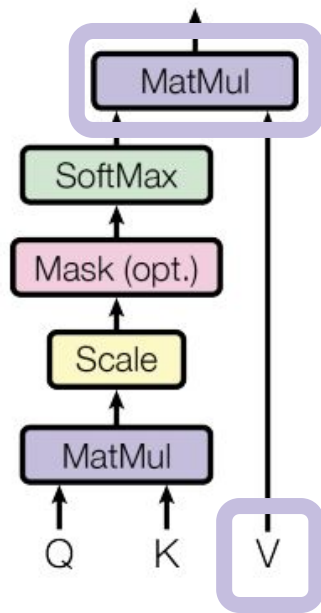 MatMul
SoftMax
Mask (opt.)
Scale
MatMul
Q K V